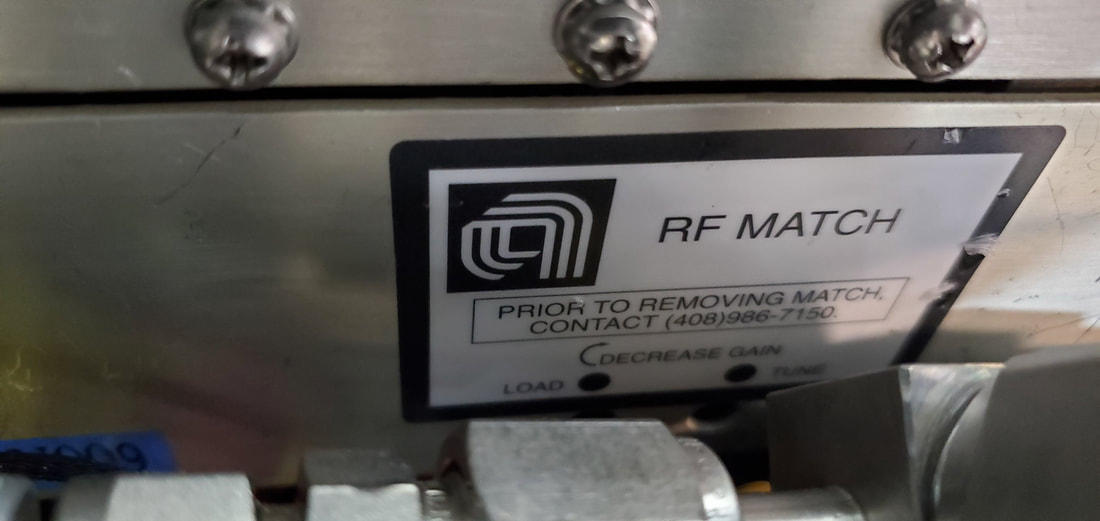 RF MATCH
PRIOR TO REMOVING MATCH,
CONTACT (408)986-7150.
DECREASE GAIN
LOAD TUNE